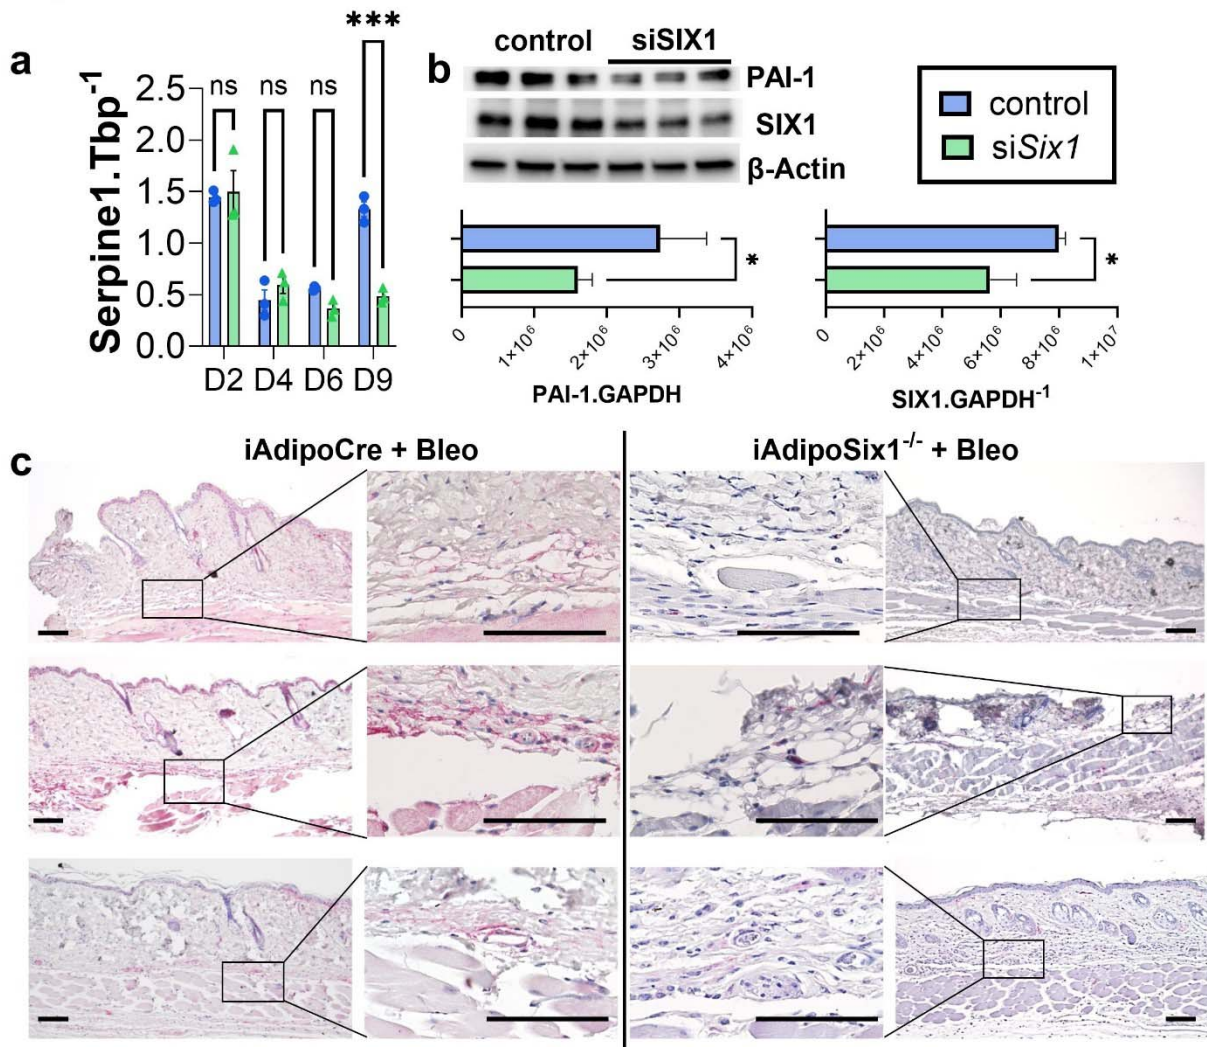 a
Serpine1.Tbp⁻¹
2.5
2.0
1.5
1.0
0.5
0.0
ns
ns
ns
***
D2 D4 D6 D9
b
control siSIX1
PAI-1
SIX1
β-Actin
control
siSix1
*
0
1×10⁶
2×10⁶
3×10⁶
4×10⁶
PAI-1.GAPDH
*
0
2×10⁶
4×10⁶
6×10⁶
8×10⁶
1×10⁷
SIX1.GAPDH⁻¹
c
iAdipoCre + Bleo
iAdipoSix1⁻/⁻ + Bleo